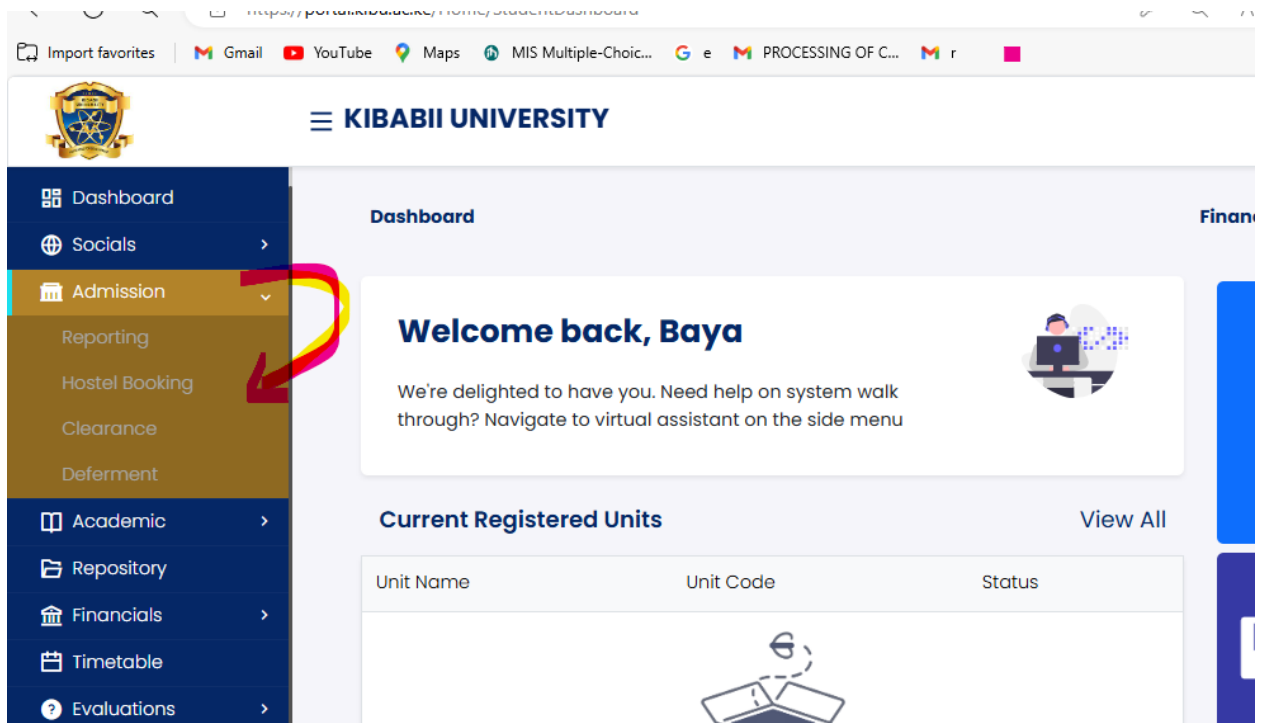 Import favorites
Gmail
YouTube
Maps
MIS Multiple-Choic...
e
PROCESSING OF C...
r
KIBABII UNIVERSITY
Dashboard
Socials
Admission
Reporting
Hostel Booking
Clearance
Deferment
Academic
Repository
Financials
Timetable
Evaluations
Dashboard
Welcome back, Baya
We're delighted to have you. Need help on system walk
through? Navigate to virtual assistant on the side menu
Current Registered Units
View All
Unit Name
Unit Code
Status